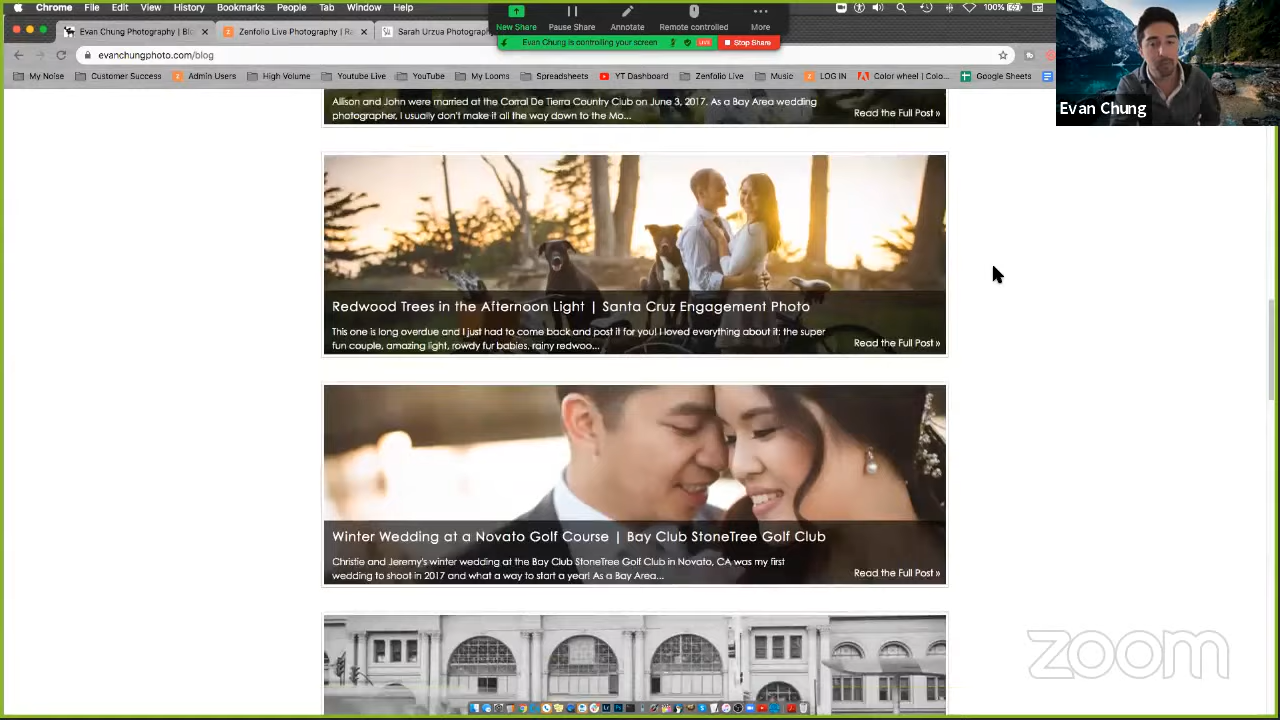 Chrome File Edit View History Bookmarks People Tab Window Help
100%
New Share Pause Share Annotate Remote controlled More
Evan Chung is controlling your screen LIVE Stop Share
Evan Chung Photography | Bl
Zenfolio Live Photography | Ra
Sarah Urzua Photograp
evanchungphoto.com/blog
My Noise Customer Success Admin Users High Volume Youtube Live YouTube My Looms Spreadsheets YT Dashboard Zenfolio Live Music LOG IN Color wheel | Colo... Google Sheets
Evan Chung
Allison and John were married at the Corral De Tierra Country Club on June 3, 2017. As a Bay Area wedding
photographer, I usually don't make it all the way down to the Mo...
Read the Full Post »
Redwood Trees in the Afternoon Light | Santa Cruz Engagement Photo
This one is long overdue and I just had to come back and post it for you! I loved everything about it: the super
fun couple, amazing light, rowdy fur babies, rainy redwoo...
Read the Full Post »
Winter Wedding at a Novato Golf Course | Bay Club StoneTree Golf Club
Christie and Jeremy's winter wedding at the Bay Club StoneTree Golf Club in Novato, CA was my first
wedding to shoot in 2017 and what a way to start a year! As a Bay Area...
Read the Full Post »
zoom